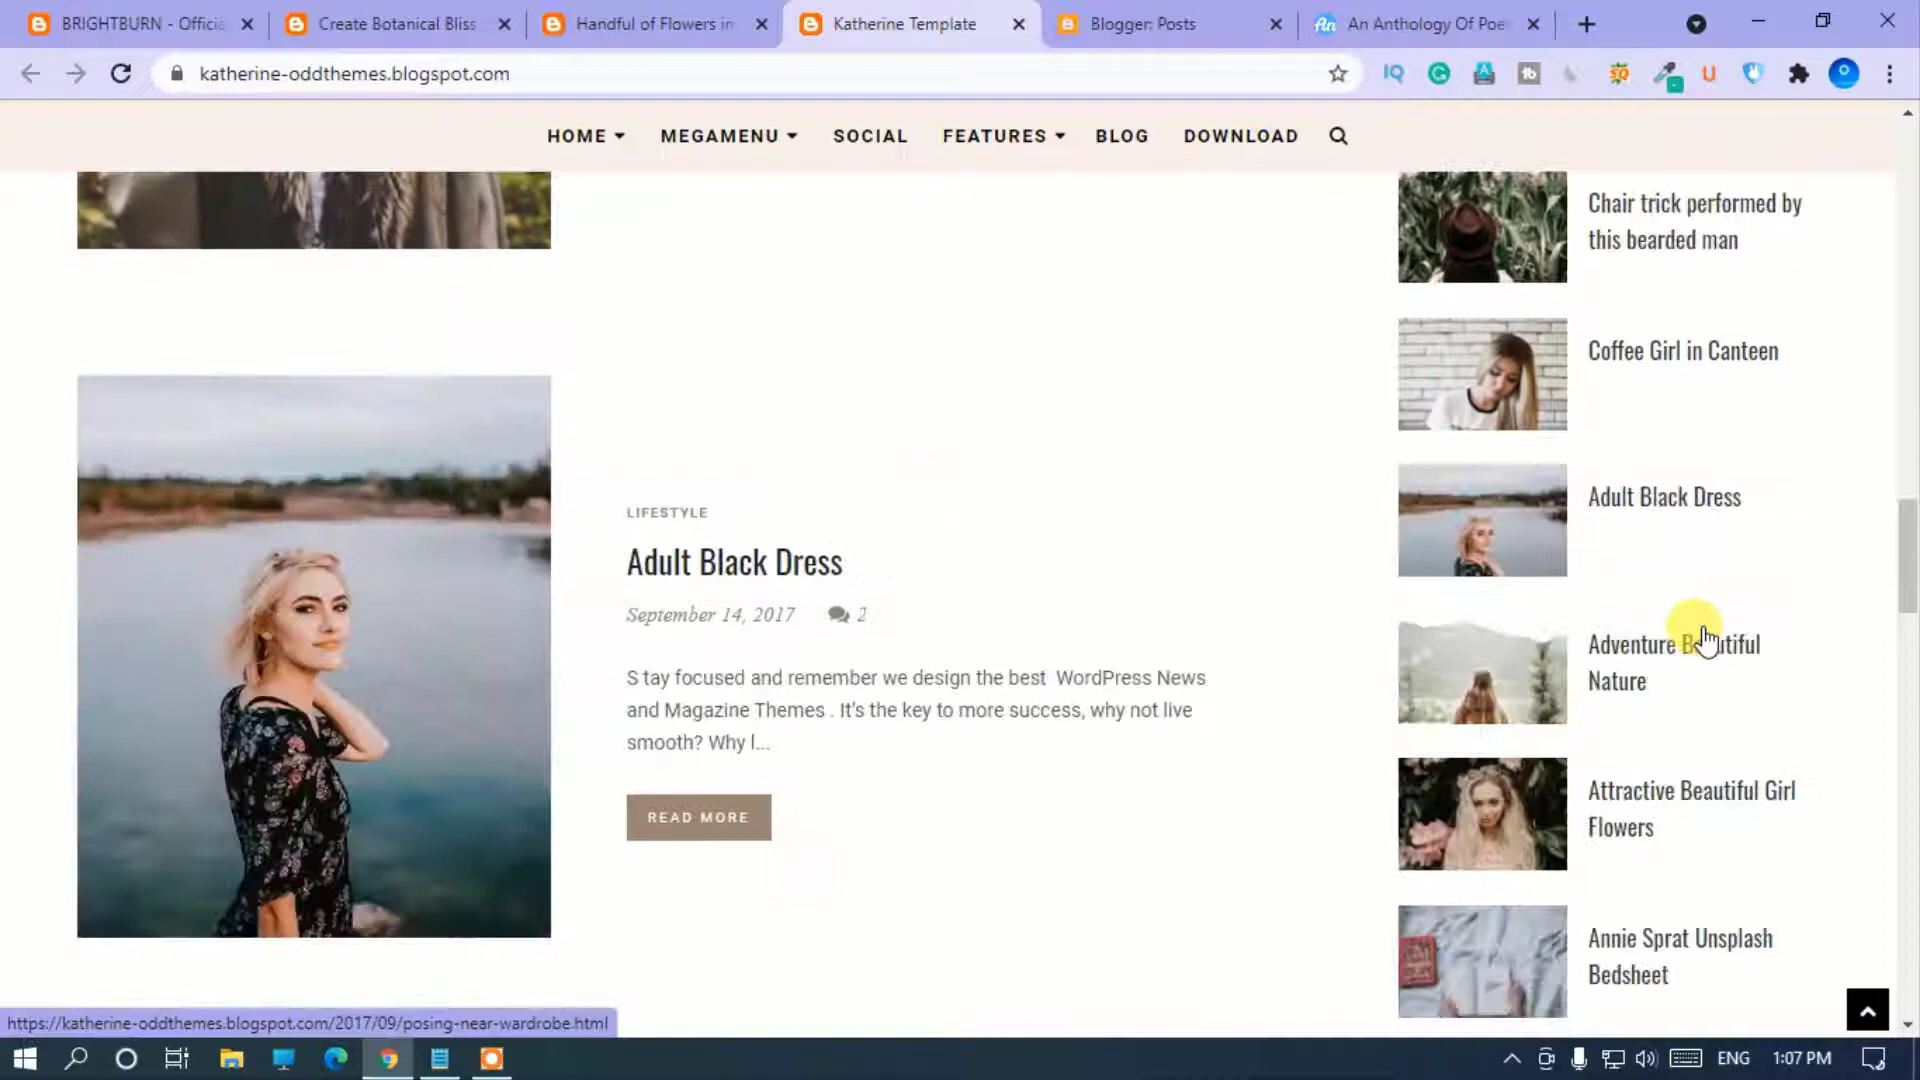 BRIGHTBURN - Officia
Create Botanical Bliss
Handful of Flowers in
Katherine Template
Blogger: Posts
An Anthology Of Poe
katherine-oddthemes.blogspot.com
HOME
MEGAMENU
SOCIAL
FEATURES
BLOG
DOWNLOAD
LIFESTYLE
Adult Black Dress
September 14, 2017
2
S tay focused and remember we design the best WordPress News
and Magazine Themes . It's the key to more success, why not live
smooth? Why l...
READ MORE
Chair trick performed by
this bearded man
Coffee Girl in Canteen
Adult Black Dress
Adventure Beautiful
Nature
Attractive Beautiful Girl
Flowers
Annie Sprat Unsplash
Bedsheet
https://katherine-oddthemes.blogspot.com/2017/09/posing-near-wardrobe.html
ENG
1:07 PM